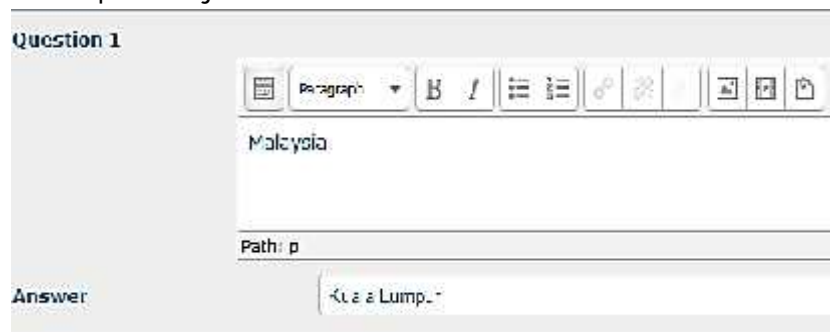 Question 1
Paragraph B I
Malaysia
Path: p
Answer Kuala Lumpur